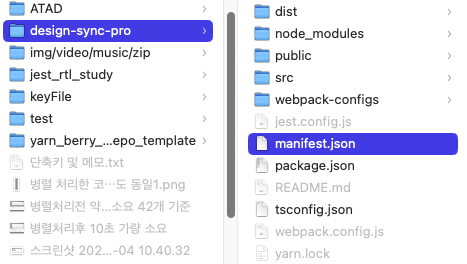 ATAD
design-sync-pro
img/video/music/zip
jest_rtl_study
keyFile
test
yarn_berry_...epo_template
단축키 및 메모.txt
병렬 처리한 코...도 동일1.png
병렬처리전 약...소요 42개 기준
병렬처리후 10초 가량 소요
스크린샷 202...-04 10.40.32
dist
node_modules
public
src
webpack-configs
jest.config.js
manifest.json
package.json
README.md
tsconfig.json
webpack.config.js
yarn.lock